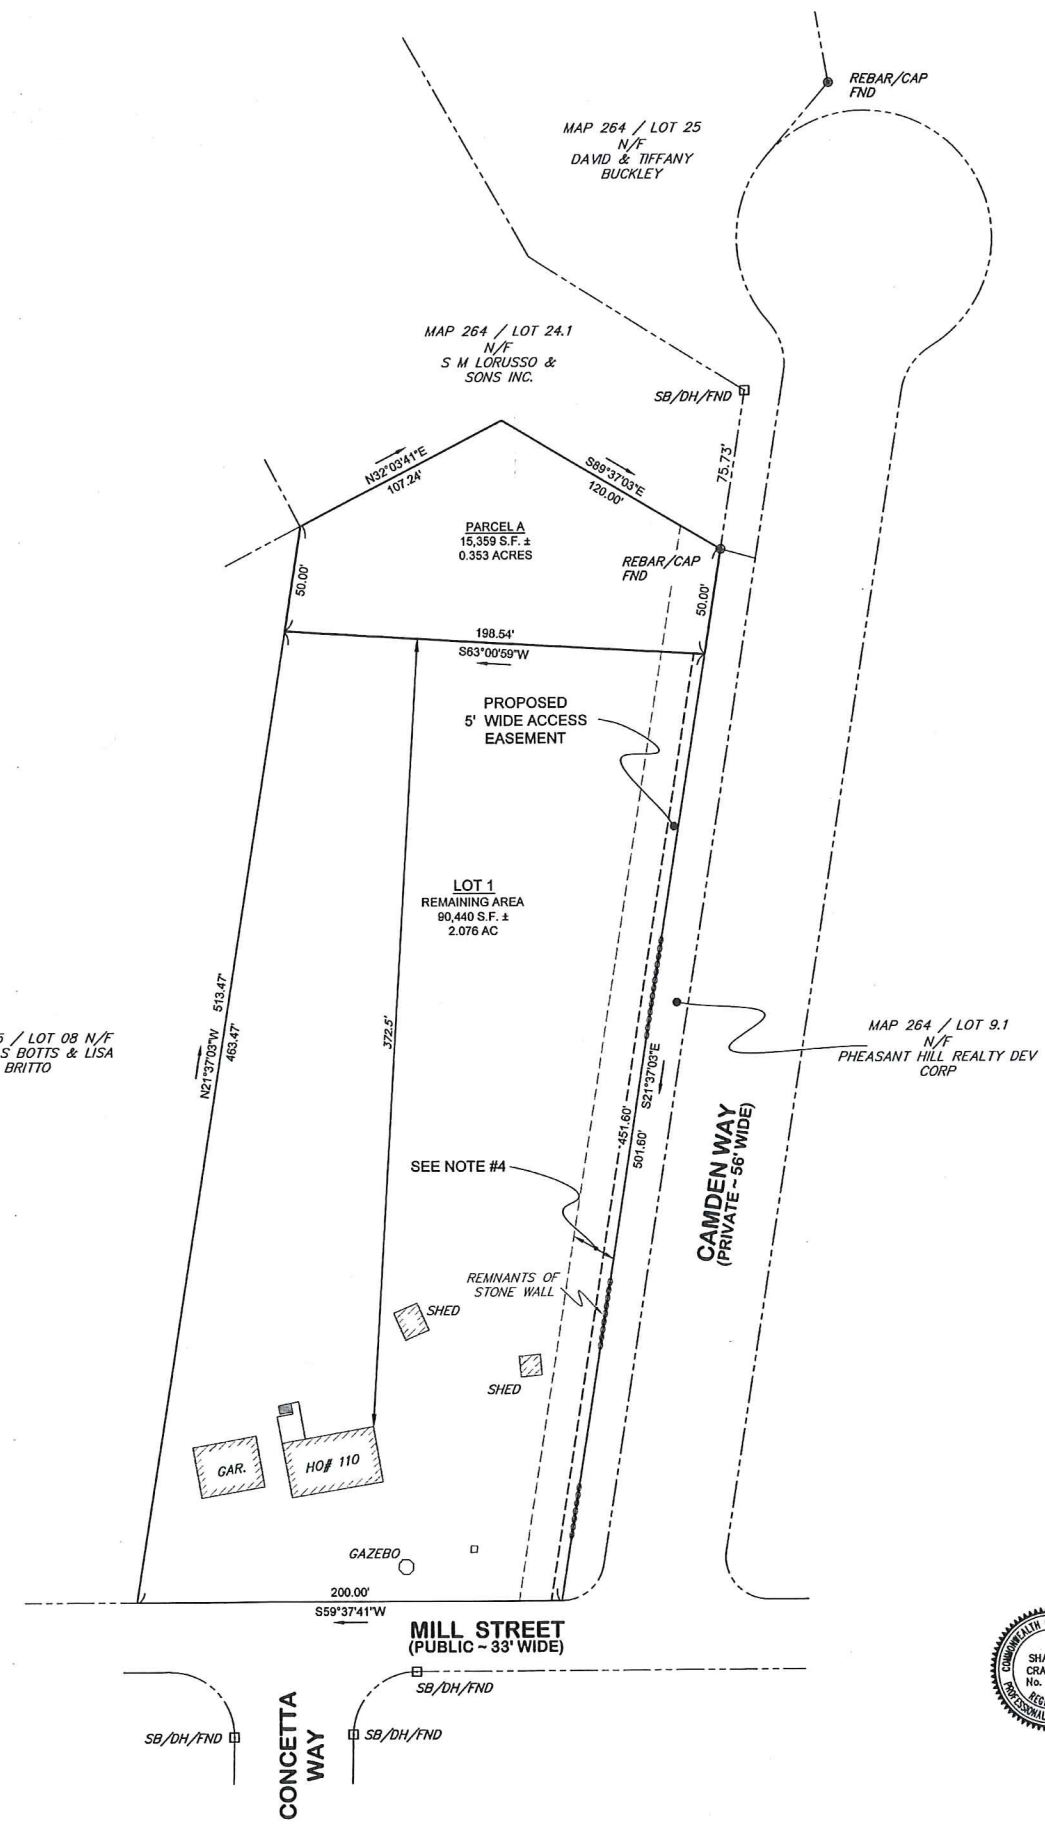 REBAR/CAP
FND
MAP 264 / LOT 25
N/F
DAVID & TIFFANY
BUCKLEY
MAP 264 / LOT 24.1
N/F
S M LORUSSO &
SONS INC.
SB/DH/FND
75.73'
N32°03'41"E
107.24'
S89°37'03"E
120.00'
PARCEL A
15,359 S.F. ±
0.353 ACRES
REBAR/CAP
FND
50.00'
50.00'
198.54'
S63°00'59"W
PROPOSED
5' WIDE ACCESS
EASEMENT
LOT 1
REMAINING AREA
90,440 S.F. ±
2.076 AC
N21°37'03"W 513.47'
463.47'
372.5'
/ LOT 08 N/F
S BOTTS & LISA
BRITTO
MAP 264 / LOT 9.1
N/F
PHEASANT HILL REALTY DEV
CORP
S21°37'03"E
451.60'
501.60'
CAMDEN WAY
(PRIVATE ~ 56' WIDE)
SEE NOTE #4
REMNANTS OF
STONE WALL
SHED
SHED
GAR.
HO# 110
GAZEBO
200.00'
S59°37'41"W
MILL STREET
(PUBLIC ~ 33' WIDE)
SB/DH/FND
SB/DH/FND
SB/DH/FND
CONCETTA
WAY
COMMONWEALTH
SHA
CRA
No.
REG
PROFESSIONAL